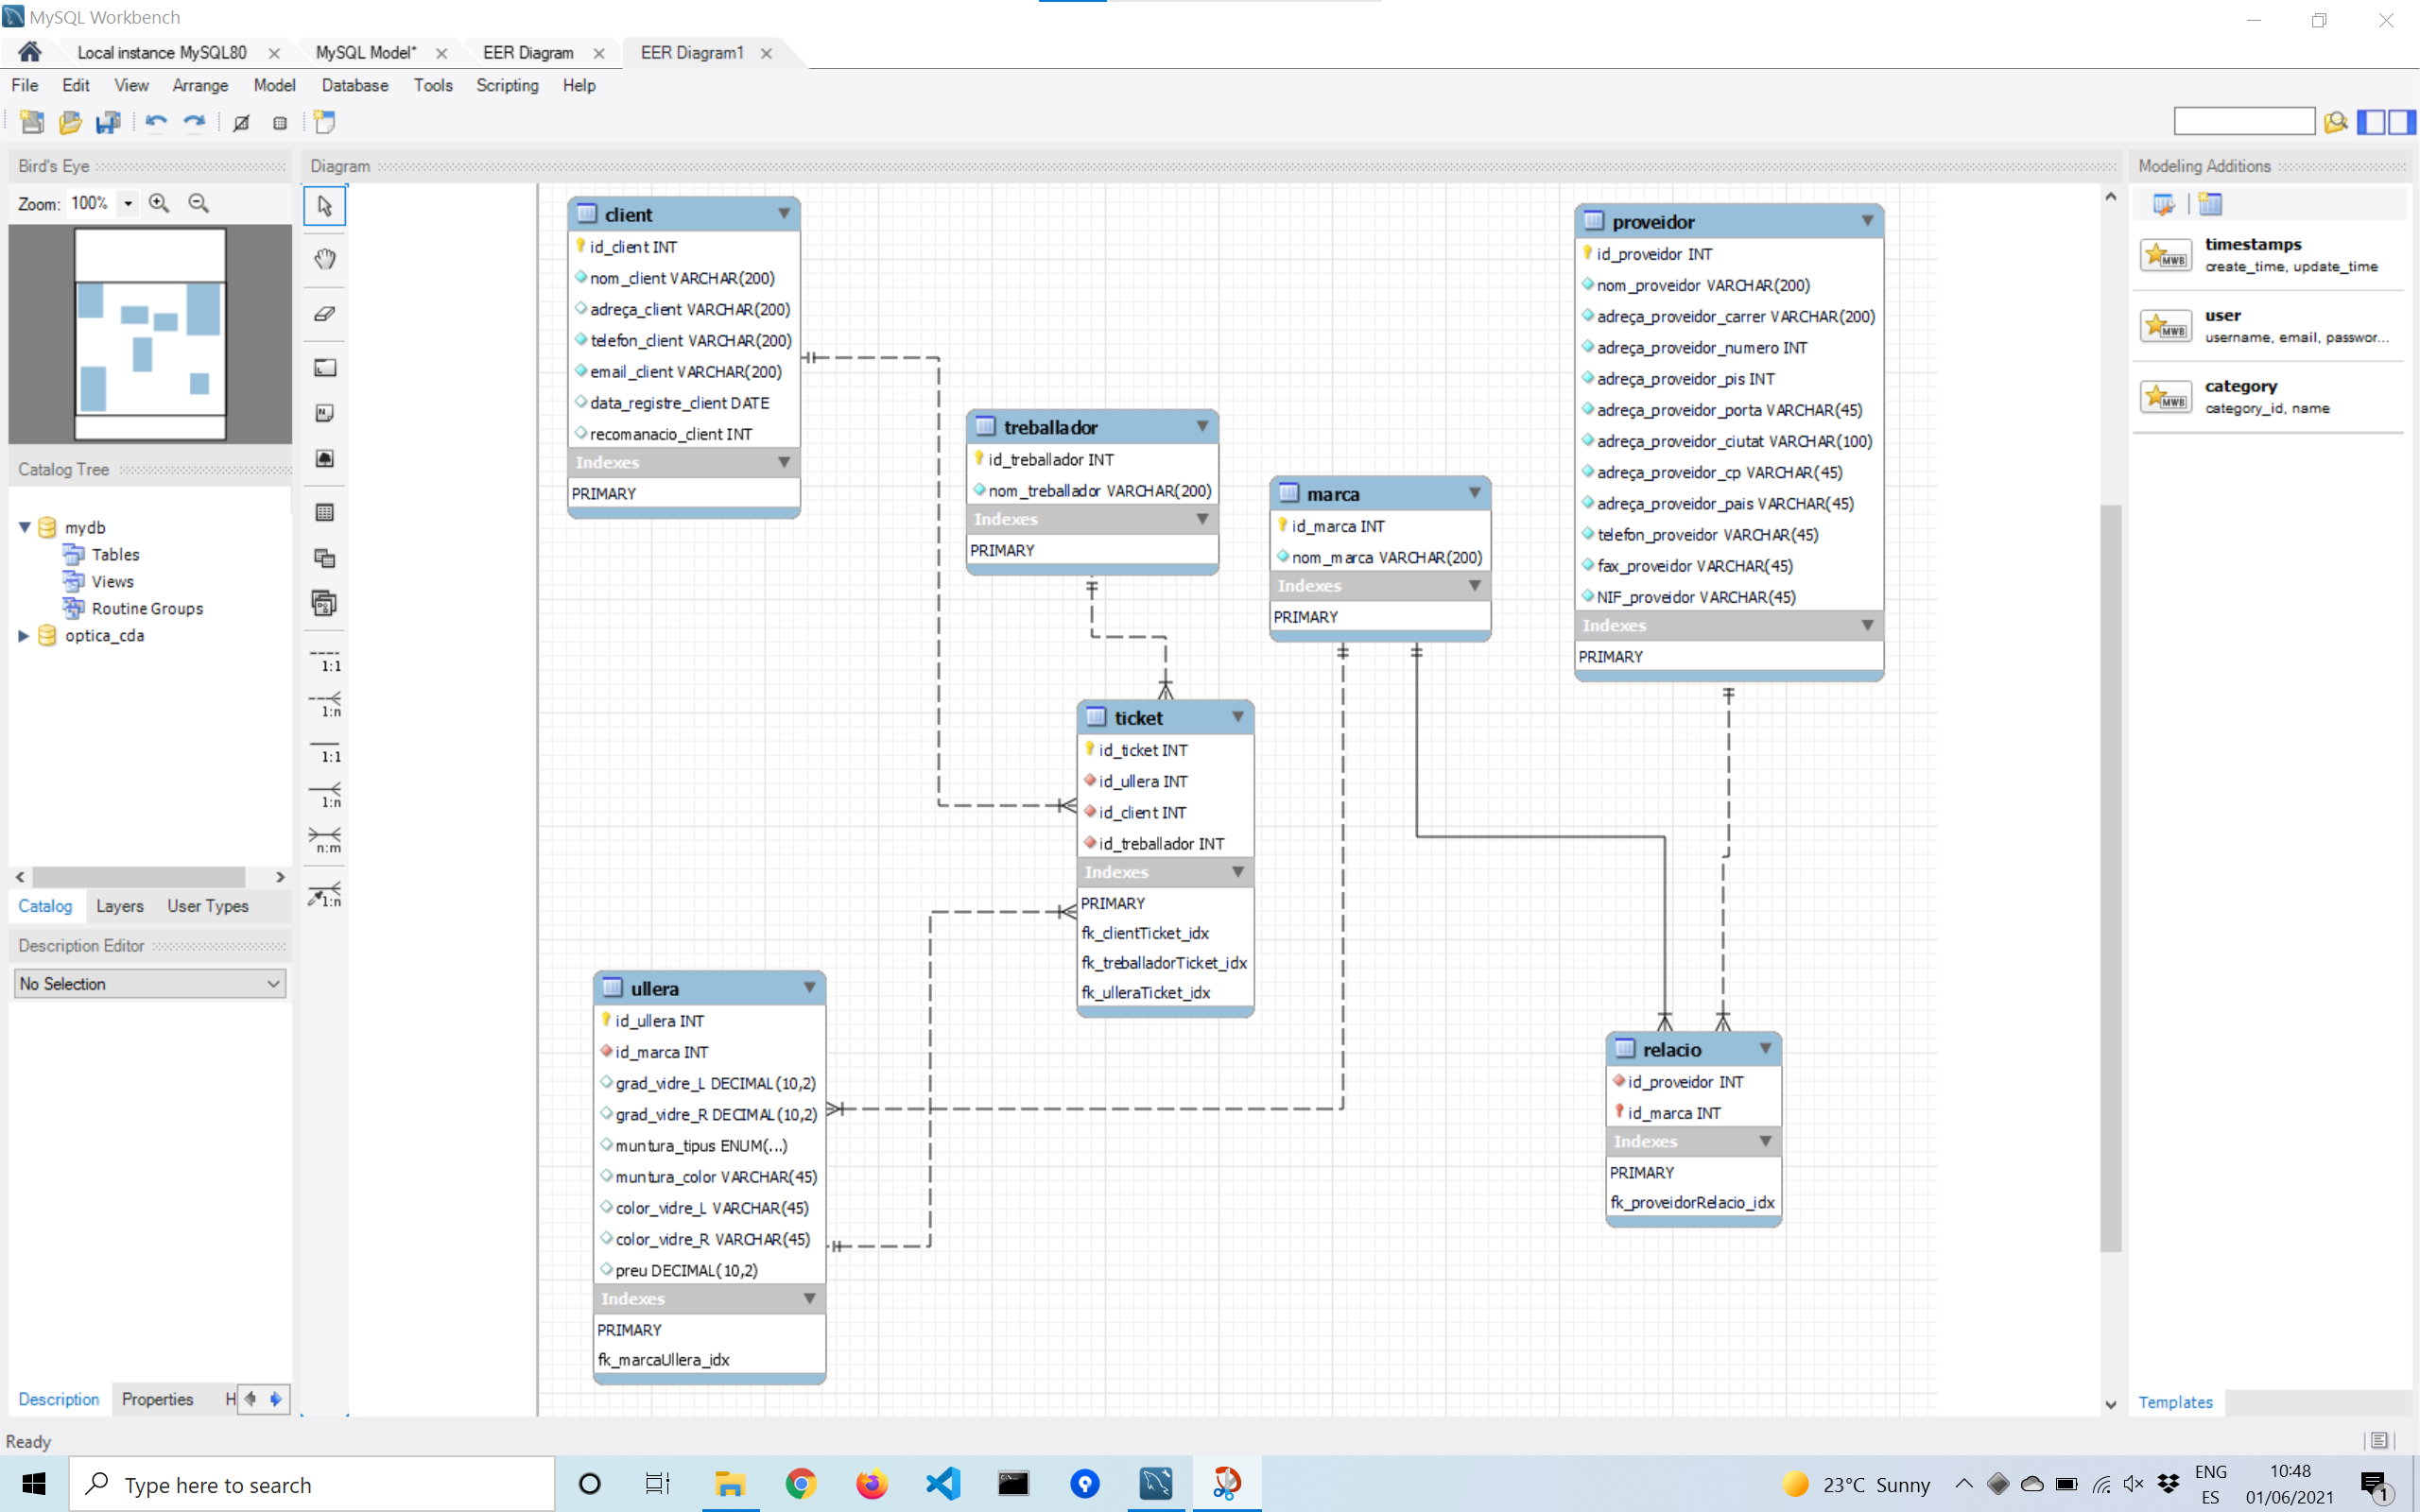 MySQL Workbench
Local instance MySQL80
MySQL Model*
EER Diagram
EER Diagram1
File Edit View Arrange Model Database Tools Scripting Help
Bird's Eye
Zoom: 100%
Catalog Tree
mydb
Tables
Views
Routine Groups
optica_cda
Catalog Layers User Types
Description Editor
No Selection
Description Properties H
Diagram
1:1
1:n
1:1
1:n
n:m
1:n
client
id_client INT
nom_client VARCHAR(200)
adreça_client VARCHAR(200)
telefon_client VARCHAR(200)
email_client VARCHAR(200)
data_registre_client DATE
recomanacio_client INT
Indexes
PRIMARY
treballador
id_treballador INT
nom_treballador VARCHAR(200)
Indexes
PRIMARY
marca
id_marca INT
nom_marca VARCHAR(200)
Indexes
PRIMARY
proveidor
id_proveidor INT
nom_proveidor VARCHAR(200)
adreça_proveidor_carrer VARCHAR(200)
adreça_proveidor_numero INT
adreça_proveidor_pis INT
adreça_proveidor_porta VARCHAR(45)
adreça_proveidor_ciutat VARCHAR(100)
adreça_proveidor_cp VARCHAR(45)
adreça_proveidor_pais VARCHAR(45)
telefon_proveidor VARCHAR(45)
fax_proveidor VARCHAR(45)
NIF_proveidor VARCHAR(45)
Indexes
PRIMARY
ticket
id_ticket INT
id_ullera INT
id_client INT
id_treballador INT
Indexes
PRIMARY
fk_clientTicket_idx
fk_treballadorTicket_idx
fk_ulleraTicket_idx
ullera
id_ullera INT
id_marca INT
grad_vidre_L DECIMAL(10,2)
grad_vidre_R DECIMAL(10,2)
muntura_tipus ENUM(...)
muntura_color VARCHAR(45)
color_vidre_L VARCHAR(45)
color_vidre_R VARCHAR(45)
preu DECIMAL(10,2)
Indexes
PRIMARY
fk_marcaUllera_idx
relacio
id_proveidor INT
id_marca INT
Indexes
PRIMARY
fk_proveidorRelacio_idx
Modeling Additions
MWB
timestamps
create_time, update_time
MWB
user
username, email, passwor...
MWB
category
category_id, name
Templates
Ready
Type here to search
23°C Sunny
ENG
ES
10:48
01/06/2021
1